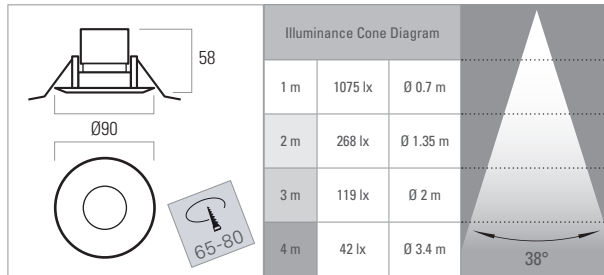 58
Ø90
65-80
Illuminance Cone Diagram
1 m 1075 lx Ø 0.7 m
2 m 268 lx Ø 1.35 m
3 m 119 lx Ø 2 m
4 m 42 lx Ø 3.4 m
38°